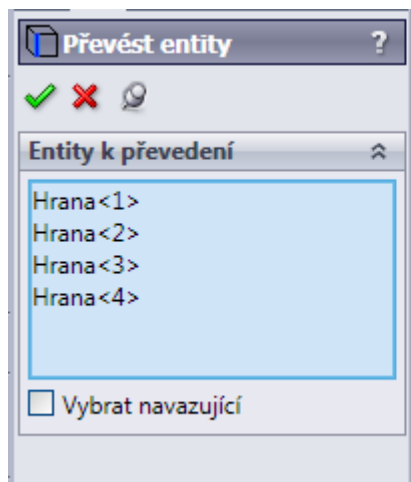 Převést entity ?
Entity k převedení
Hrana<1>
Hrana<2>
Hrana<3>
Hrana<4>
Vybrat navazující